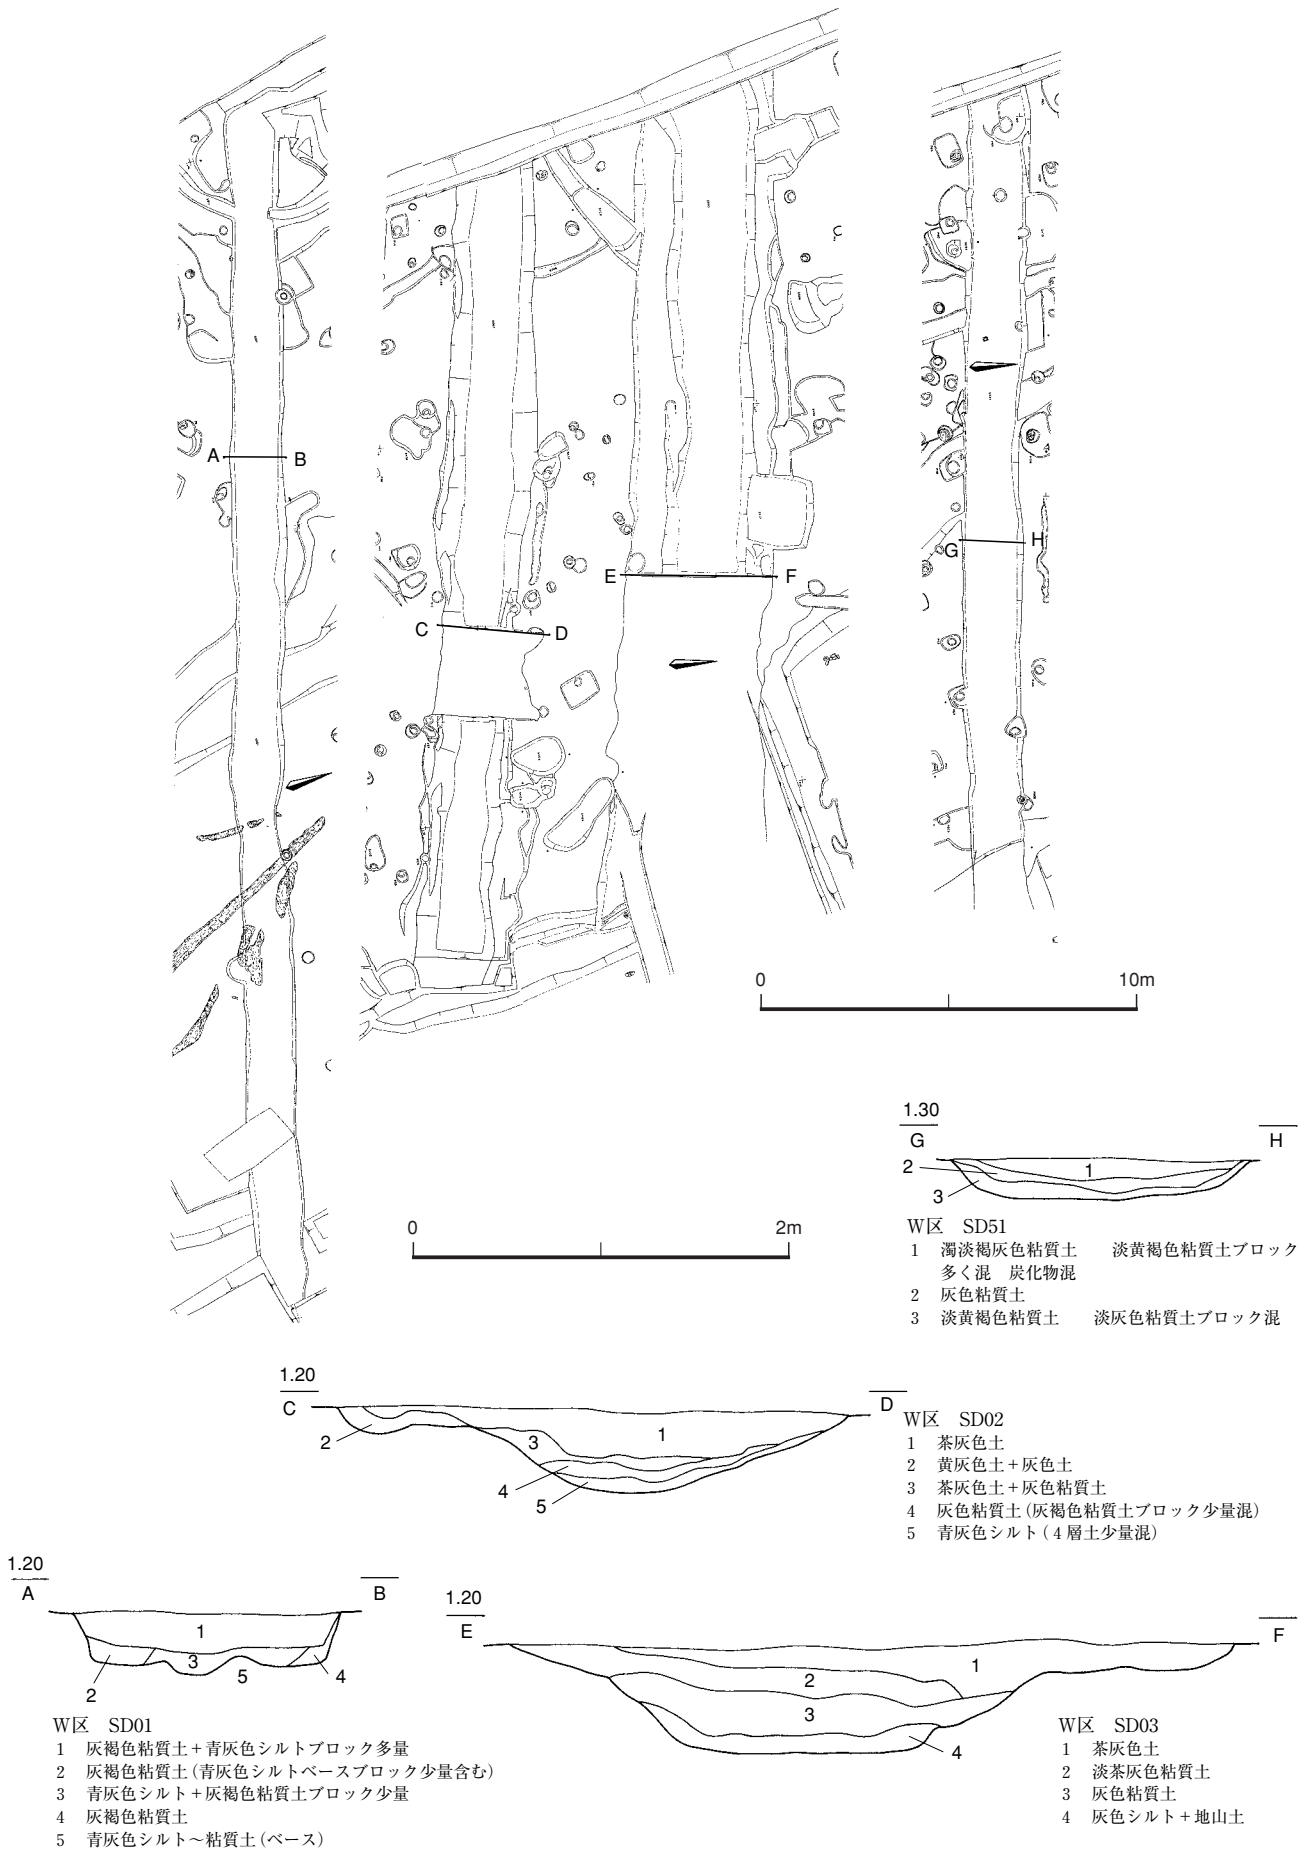 A B
C D
E F
G H
0 10m
1.30
G H
1
2
3
W区 SD51
1 濁淡褐灰色粘質土 淡黄褐色粘質土ブロック
多く混 炭化物混
2 灰色粘質土
3 淡黄褐色粘質土 淡灰色粘質土ブロック混
0 2m
1.20
C D
1
2
3
4
5
W区 SD02
1 茶灰色土
2 黄灰色土+灰色土
3 茶灰色土+灰色粘質土
4 灰色粘質土(灰褐色粘質土ブロック少量混)
5 青灰色シルト(4層土少量混)
1.20
A B
1
3
5
4
2
W区 SD01
1 灰褐色粘質土+青灰色シルトブロック多量
2 灰褐色粘質土(青灰色シルトベースブロック少量含む)
3 青灰色シルト+灰褐色粘質土ブロック少量
4 灰褐色粘質土
5 青灰色シルト~粘質土(ベース)
1.20
E F
1
2
3
4
W区 SD03
1 茶灰色土
2 淡茶灰色粘質土
3 灰色粘質土
4 灰色シルト+地山土